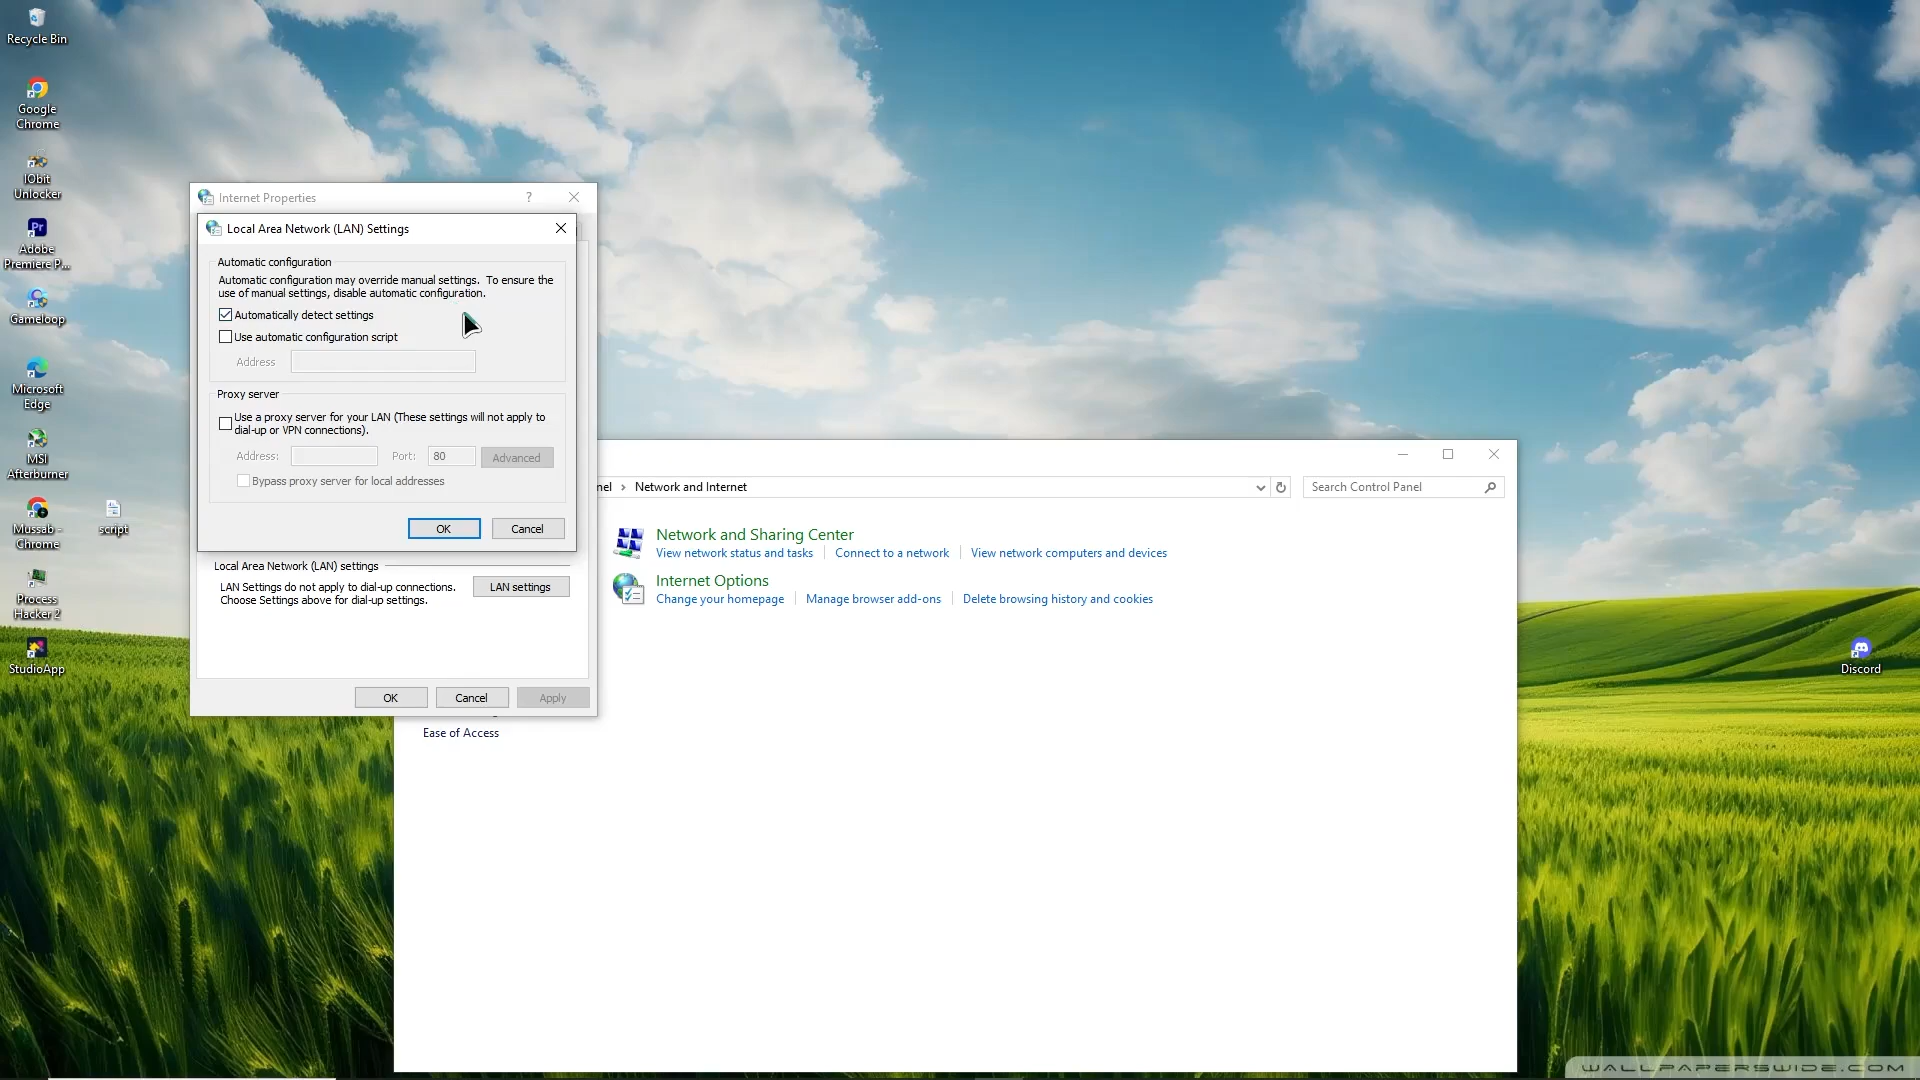 Recycle Bin
Google
Chrome
IObit
Unlocker
Pr
Adobe
Premiere P...
Gameloop
Microsoft
Edge
MSI
Afterburner
Mussab -
Chrome
script
Process
Hacker 2
StudioApp
Discord
Internet Properties
?
Local Area Network (LAN) Settings
Automatic configuration
Automatic configuration may override manual settings. To ensure the
use of manual settings, disable automatic configuration.
Automatically detect settings
Use automatic configuration script
Address
Proxy server
Use a proxy server for your LAN (These settings will not apply to
dial-up or VPN connections).
Address:
Port: 80
Advanced
Bypass proxy server for local addresses
OK
Cancel
Local Area Network (LAN) settings
LAN Settings do not apply to dial-up connections.
Choose Settings above for dial-up settings.
LAN settings
OK
Cancel
Apply
nel > Network and Internet
Search Control Panel
Network and Sharing Center
View network status and tasks
Connect to a network
View network computers and devices
Internet Options
Change your homepage
Manage browser add-ons
Delete browsing history and cookies
Ease of Access
WALLPAPERSWIDE.COM